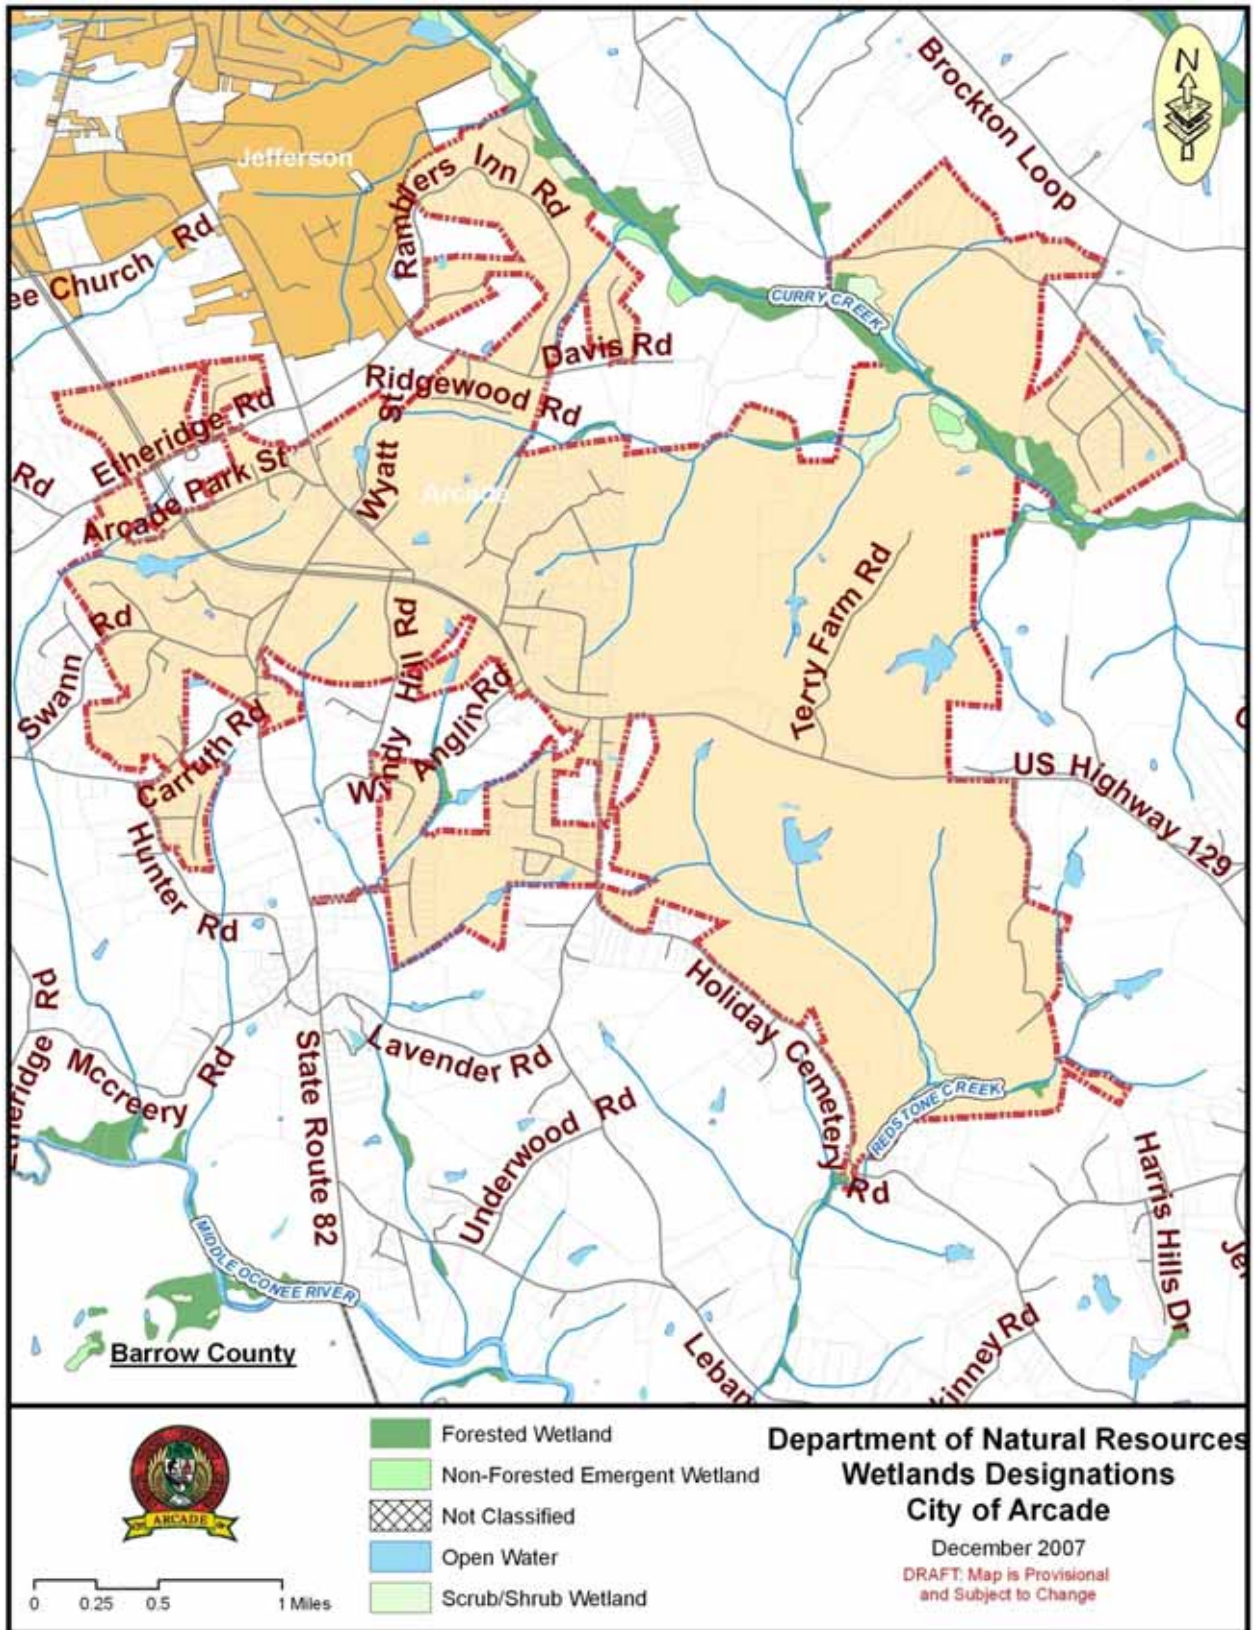 N
Brockton Loop
Jefferson
Ramblers Inn Rd
ee Church Rd
CURRY CREEK
Davis Rd
Ridgewood Rd
Etheridge Rd
Wyatt St
Rd
Arcade Park St
Arcade
Terry Farm Rd
Rd
Windy Hill Rd
Swann
Anglin Rd
Carruth Rd
US Highway 129
Hunter Rd
Holiday Cemetery Rd
Rd
Etheridge
Mccreery Rd
State Route 82
Lavender Rd
REDSTONE CREEK
Underwood Rd
Harris Hills Dr
MIDDLE OCONEE RIVER
Je
Barrow County
Leban
kinney Rd
ARCADE
Forested Wetland
Non-Forested Emergent Wetland
Not Classified
Open Water
Scrub/Shrub Wetland
0 0.25 0.5 1 Miles
Department of Natural Resources
Wetlands Designations
City of Arcade
December 2007
DRAFT: Map is Provisional
and Subject to Change